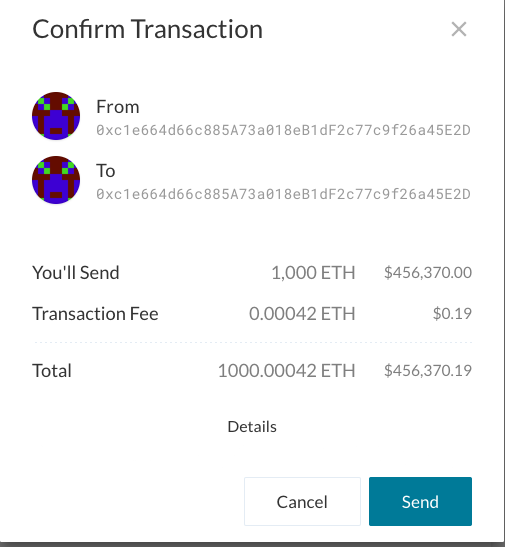 Confirm Transaction
From
0xc1e664d66c885A73a018eB1dF2c77c9f26a45E2D
To
0xc1e664d66c885A73a018eB1dF2c77c9f26a45E2D
You'll Send 1,000 ETH $456,370.00
Transaction Fee 0.00042 ETH $0.19
Total 1000.00042 ETH $456,370.19
Details
Cancel Send